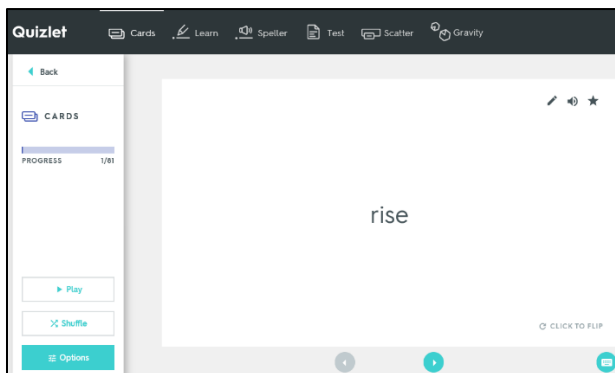 Quizlet Cards Learn Speller Test Scatter Gravity
Back
CARDS
PROGRESS 1/81
rise
Play
Shuffle
CLICK TO FLIP
Options